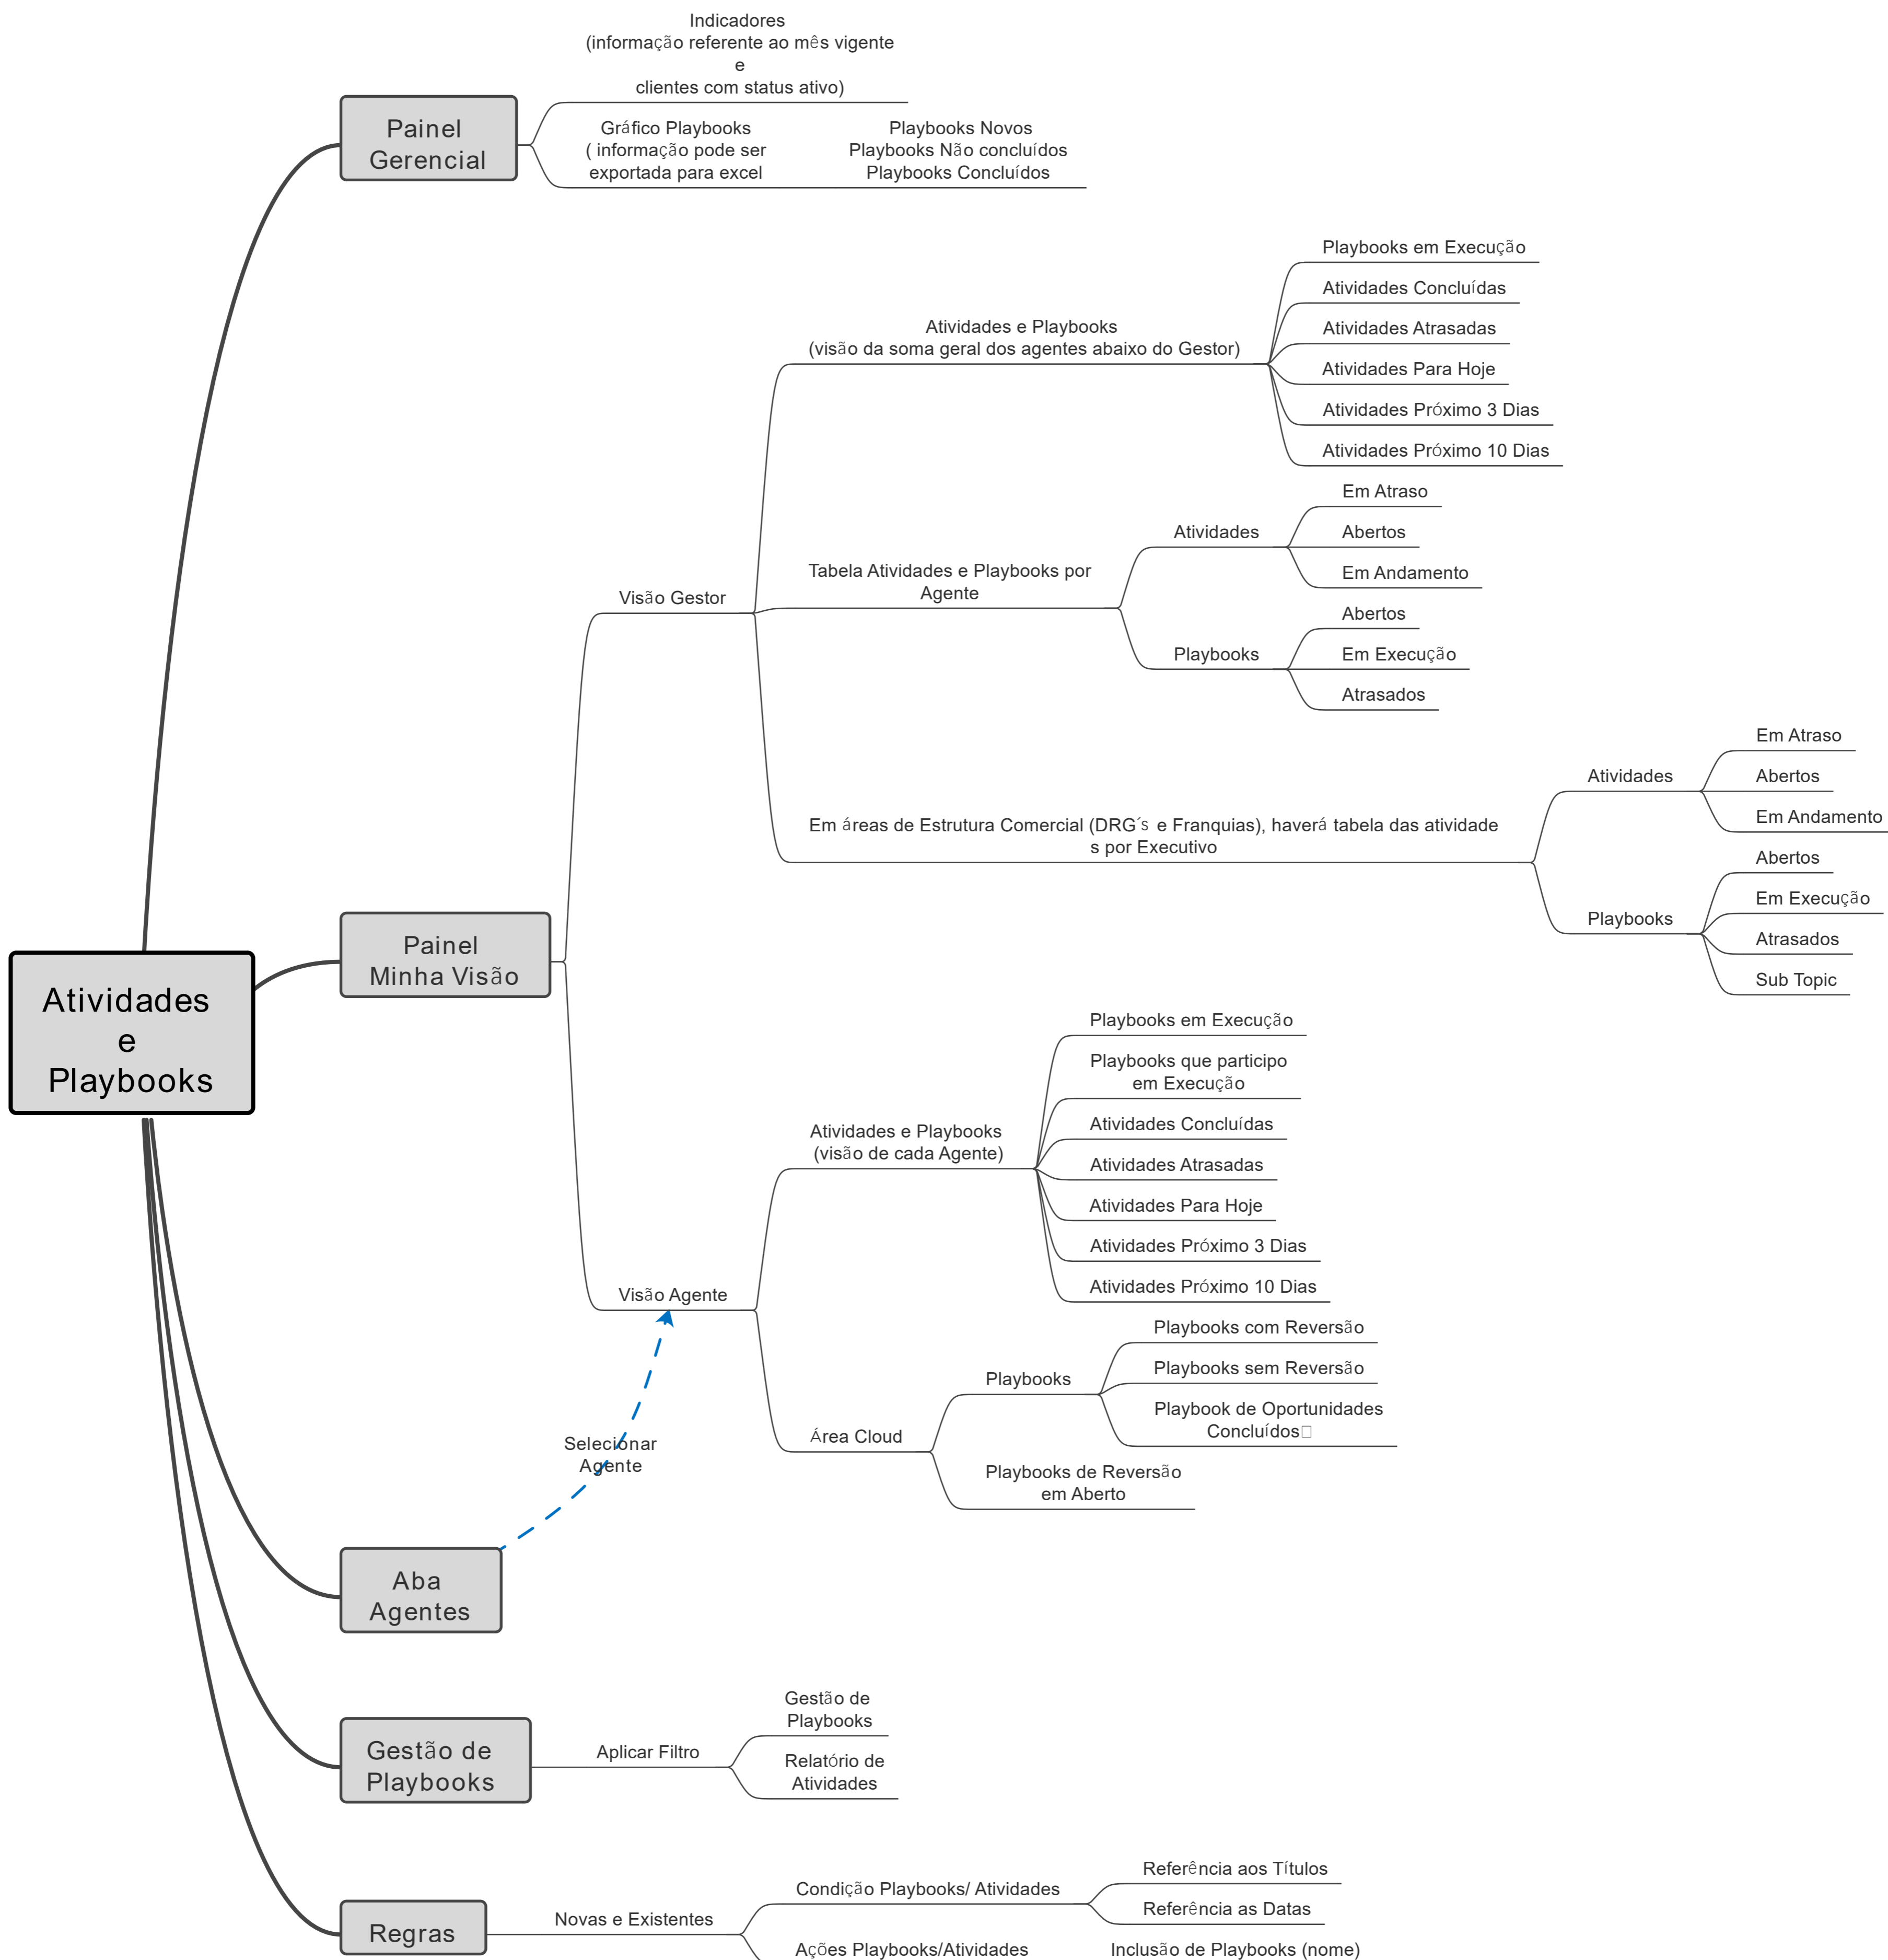 Indicadores
(informação referente ao mês vigente
e
clientes com status ativo)
Painel
Gerencial
Gráfico Playbooks
( informação pode ser
exportada para excel
Playbooks Novos
Playbooks Não concluídos
Playbooks Concluídos
Playbooks em Execução
Atividades Concluídas
Atividades e Playbooks
(visão da soma geral dos agentes abaixo do Gestor)
Atividades Atrasadas
Atividades Para Hoje
Atividades Próximo 3 Dias
Atividades Próximo 10 Dias
Em Atraso
Atividades
Abertos
Em Andamento
Tabela Atividades e Playbooks por
Agente
Visão Gestor
Abertos
Playbooks
Em Execução
Atrasados
Em Atraso
Atividades
Abertos
Em Andamento
Em áreas de Estrutura Comercial (DRG´s e Franquias), haverá tabela das atividade
s por Executivo
Abertos
Em Execução
Playbooks
Atrasados
Sub Topic
Painel
Minha Visão
Atividades
e
Playbooks
Playbooks em Execução
Playbooks que participo
em Execução
Atividades Concluídas
Atividades e Playbooks
(visão de cada Agente)
Atividades Atrasadas
Atividades Para Hoje
Atividades Próximo 3 Dias
Atividades Próximo 10 Dias
Visão Agente
Playbooks com Reversão
Playbooks sem Reversão
Playbooks
Playbook de Oportunidades
Concluídos
Área Cloud
Playbooks de Reversão
em Aberto
Selecionar
Agente
Aba
Agentes
Gestão de
Playbooks
Aplicar Filtro
Gestão de
Playbooks
Relatório de
Atividades
Referência aos Títulos
Condição Playbooks/ Atividades
Referência as Datas
Regras
Novas e Existentes
Ações Playbooks/Atividades
Inclusão de Playbooks (nome)